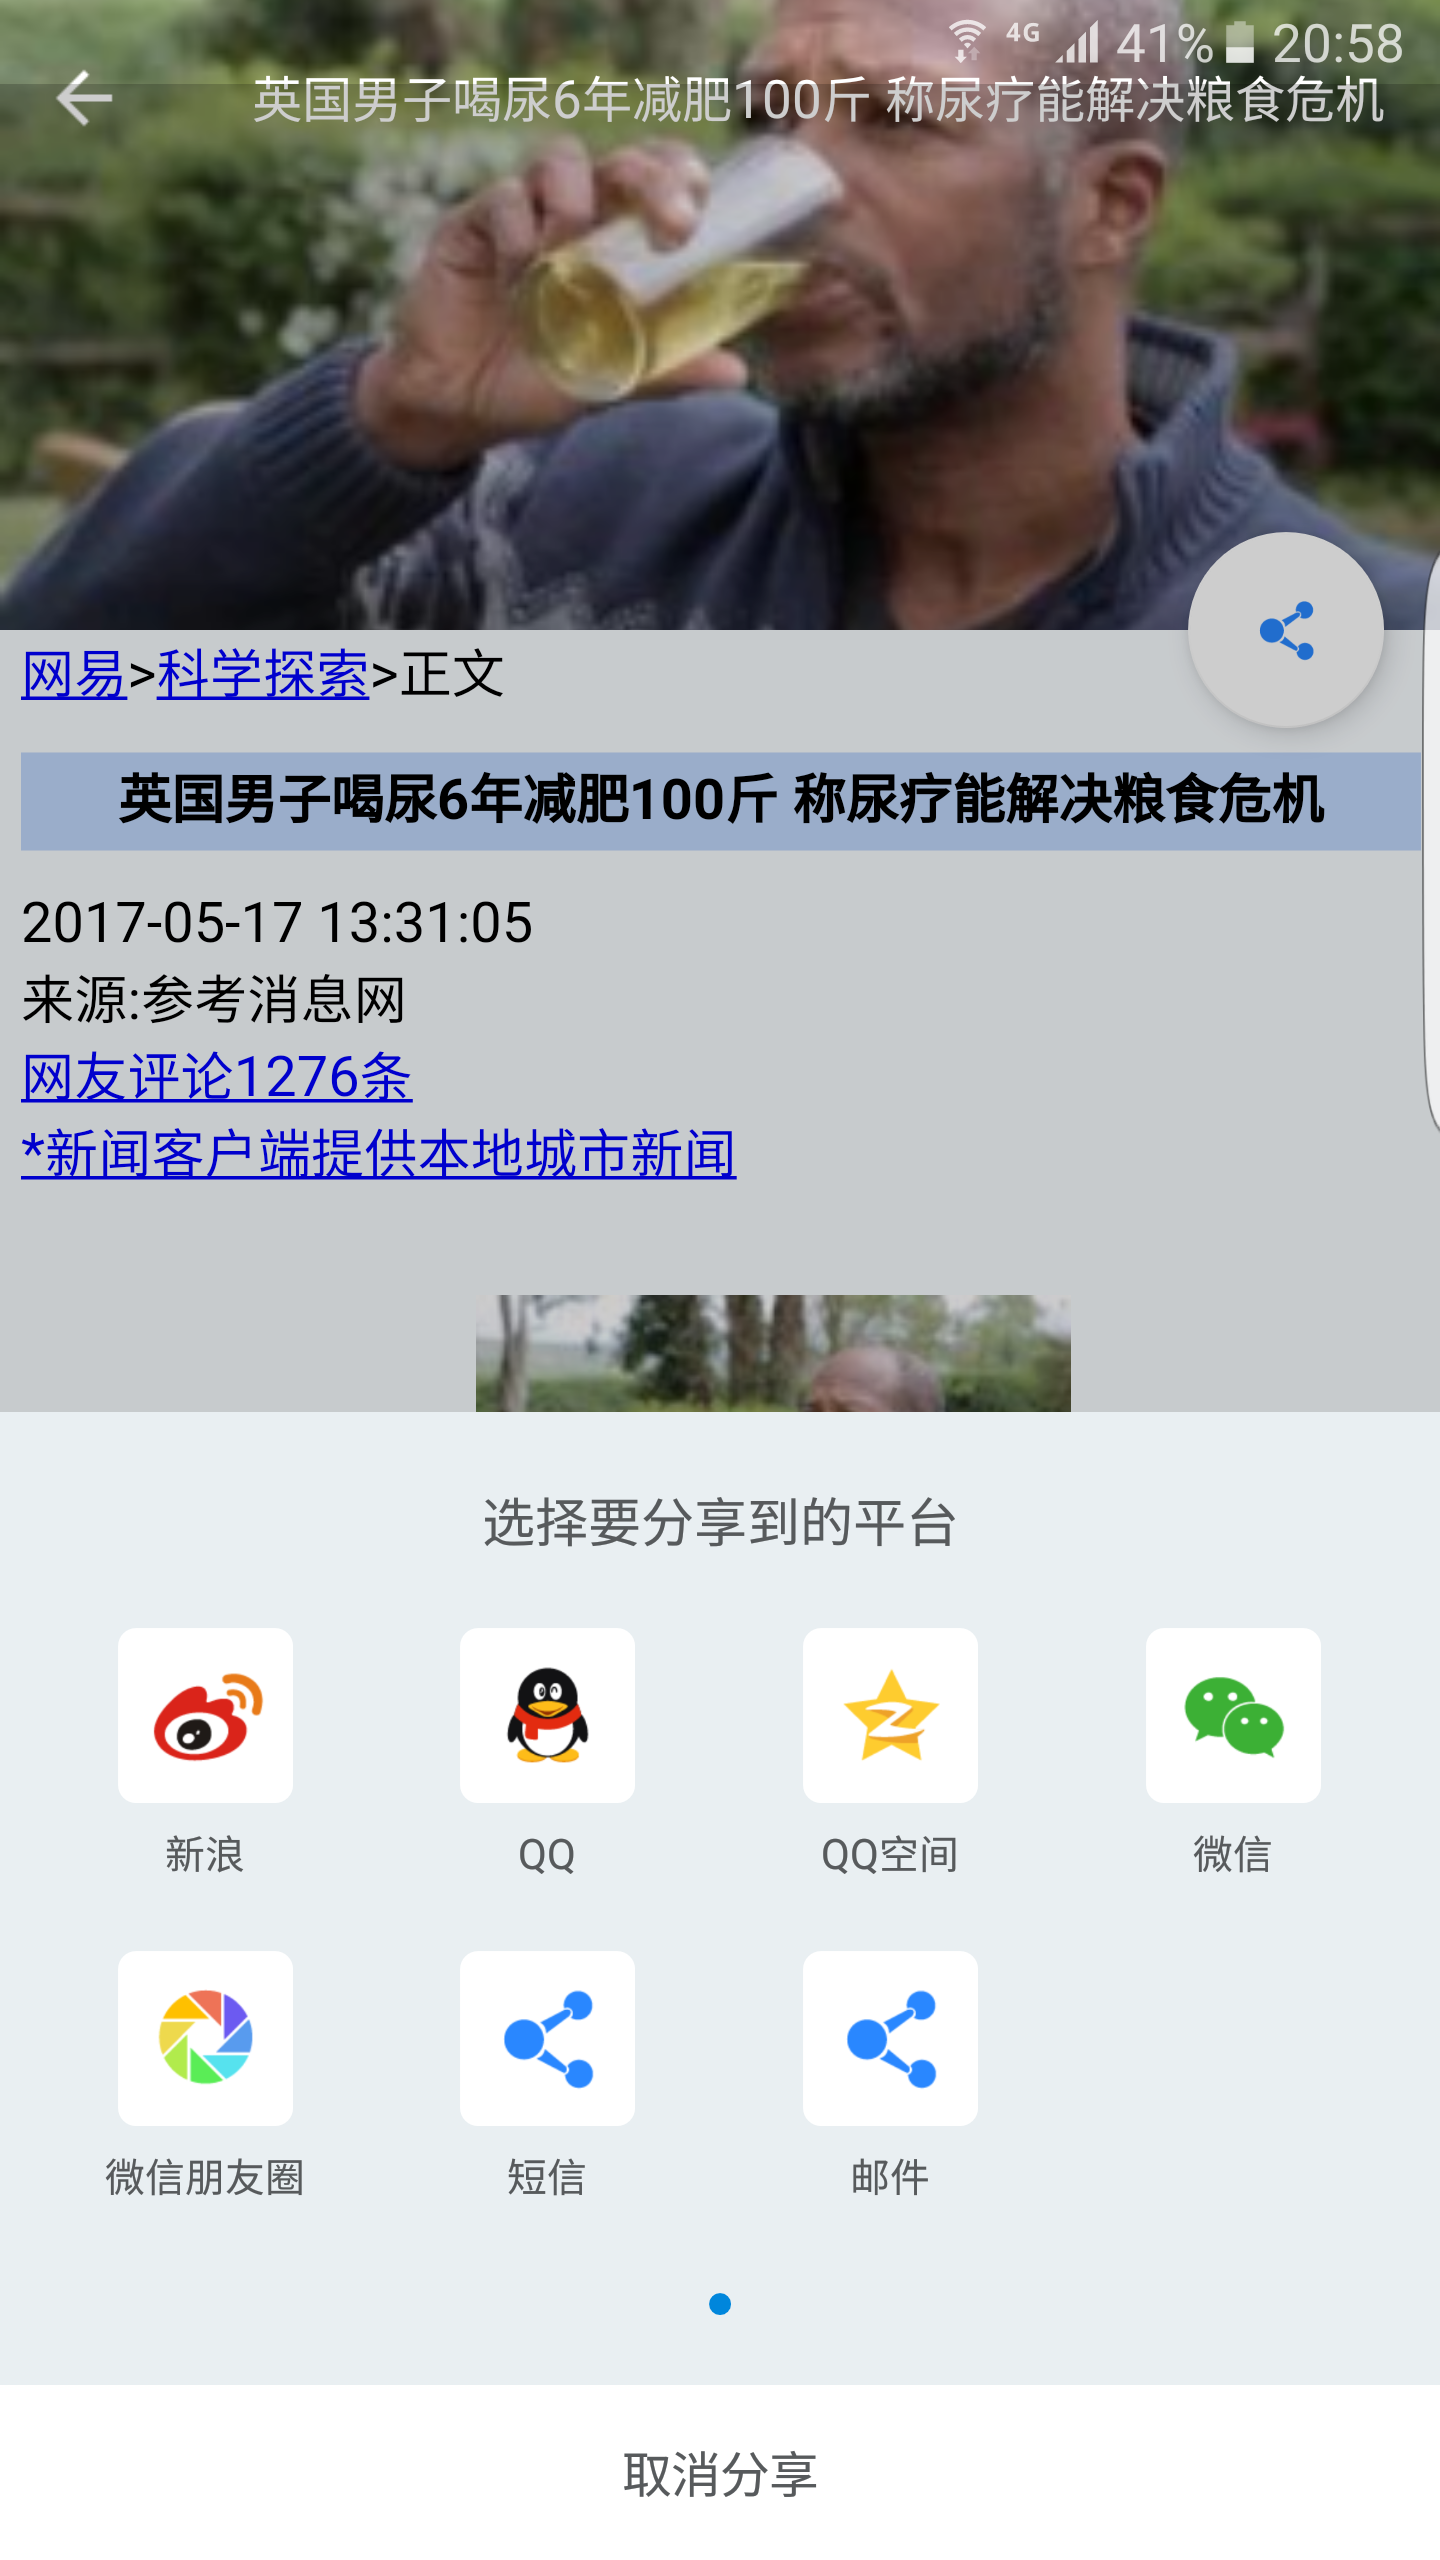 4G 41% 20:58
英国男子喝尿6年减肥100斤 称尿疗能解决粮食危机
网易>科学探索>正文
英国男子喝尿6年减肥100斤 称尿疗能解决粮食危机
2017-05-17 13:31:05
来源:参考消息网
网友评论1276条
*新闻客户端提供本地城市新闻
选择要分享到的平台
新浪 QQ QQ空间 微信
微信朋友圈 短信 邮件
取消分享